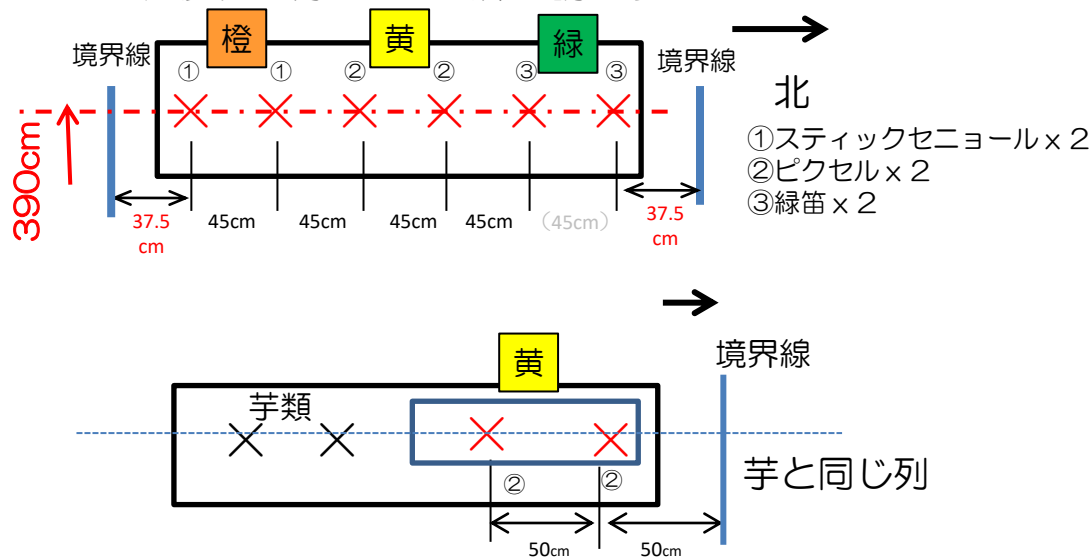 橙
黄
緑
境界線
境界線
①
①
②
②
③
③
北
390cm
①スティックセニョールx2
②ピクセルx2
③緑笛x2
37.5
cm
45cm
45cm
45cm
45cm
(45cm)
37.5
cm
黄
境界線
芋類
芋と同じ列
②
②
50cm
50cm